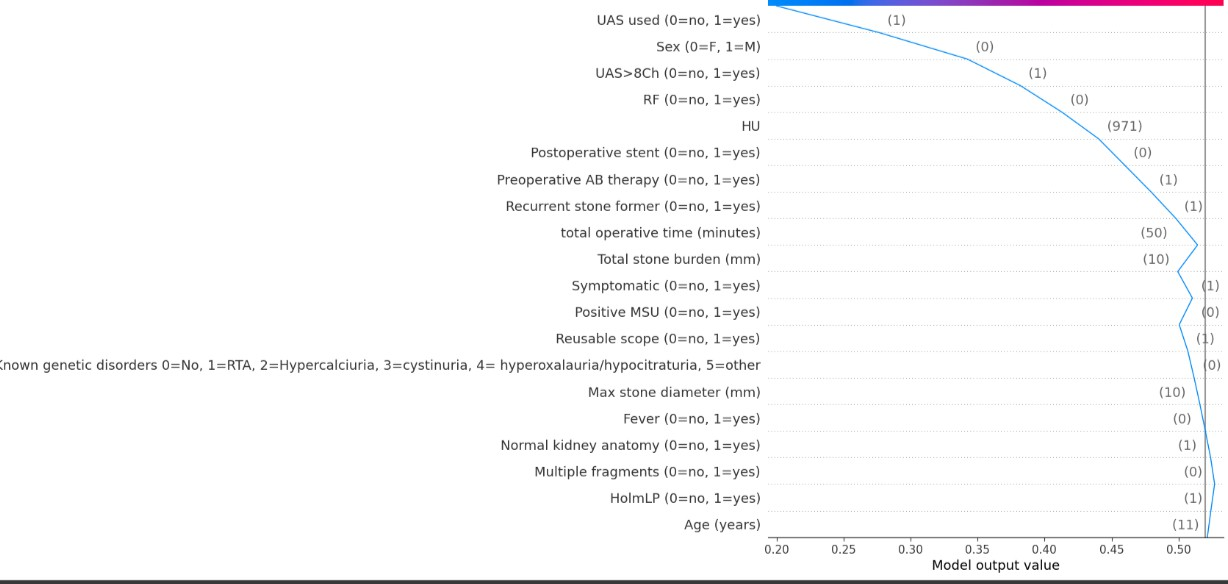 UAS used (0=no, 1=yes) (1)
Sex (0=F, 1=M) (0)
UAS>8Ch (0=no, 1=yes) (1)
RF (0=no, 1=yes) (0)
HU (971)
Postoperative stent (0=no, 1=yes) (0)
Preoperative AB therapy (0=no, 1=yes) (1)
Recurrent stone former (0=no, 1=yes) (1)
total operative time (minutes) (50)
Total stone burden (mm) (10)
Symptomatic (0=no, 1=yes) (1)
Positive MSU (0=no, 1=yes) (0)
Reusable scope (0=no, 1=yes) (1)
Known genetic disorders 0=No, 1=RTA, 2=Hypercalciuria, 3=cystinuria, 4= hyperoxalauria/hypocitraturia, 5=other (0)
Max stone diameter (mm) (10)
Fever (0=no, 1=yes) (0)
Normal kidney anatomy (0=no, 1=yes) (1)
Multiple fragments (0=no, 1=yes) (0)
HolmLP (0=no, 1=yes) (1)
Age (years) (11)
0.20 0.25 0.30 0.35 0.40 0.45 0.50
Model output value